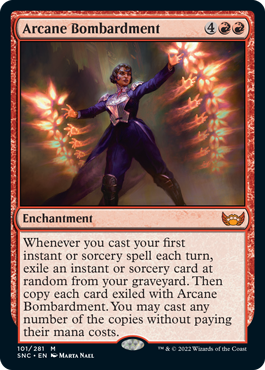 Arcane Bombardment 4
Enchantment
Whenever you cast your first
instant or sorcery spell each turn,
exile an instant or sorcery card at
random from your graveyard. Then
copy each card exiled with Arcane
Bombardment. You may cast any
number of the copies without paying
their mana costs.
101/281 M
SNC • EN Marta Nael
™ & © 2022 Wizards of the Coast